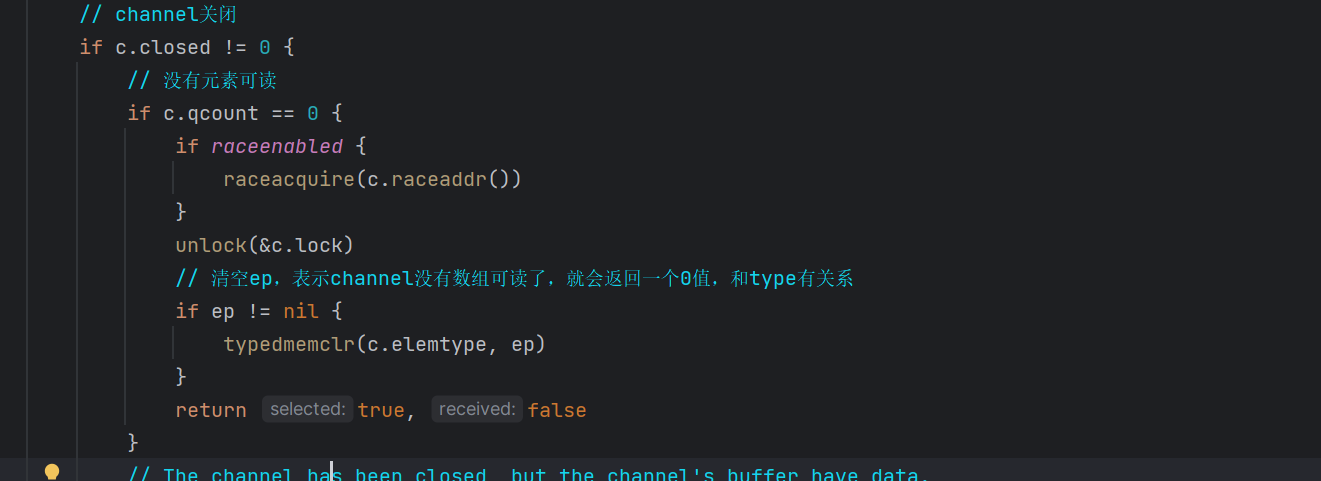 // channel关闭
if c.closed != 0 {
// 没有元素可读
if c.qcount == 0 {
if raceenabled {
raceacquire(c.raceaddr())
}
unlock(&c.lock)
// 清空ep，表示channel没有数组可读了，就会返回一个0值，和type有关系
if ep != nil {
typedmemclr(c.elemtype, ep)
}
return selected: true, received: false
}
// The channel has been closed, but the channel's buffer have data.